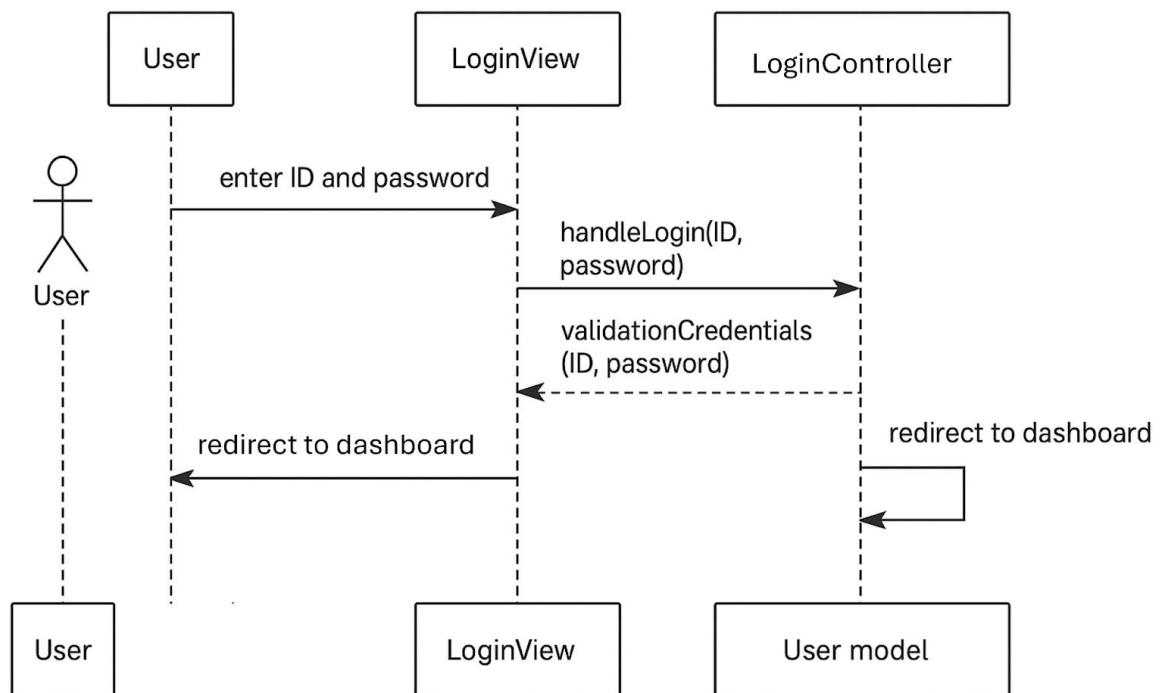 User
LoginView
LoginController
enter ID and password
User
handleLogin(ID,
password)
validationCredentials
(ID, password)
redirect to dashboard
redirect to dashboard
User
LoginView
User model